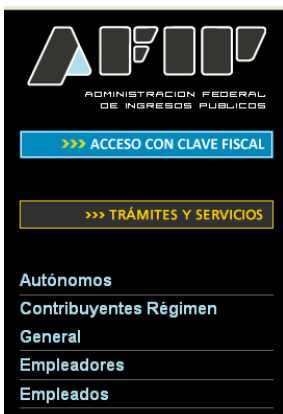 AFIP
ADMINISTRACION FEDERAL
DE INGRESOS PUBLICOS
>>> ACCESO CON CLAVE FISCAL
>>> TRÁMITES Y SERVICIOS
Autónomos
Contribuyentes Régimen
General
Empleadores
Empleados